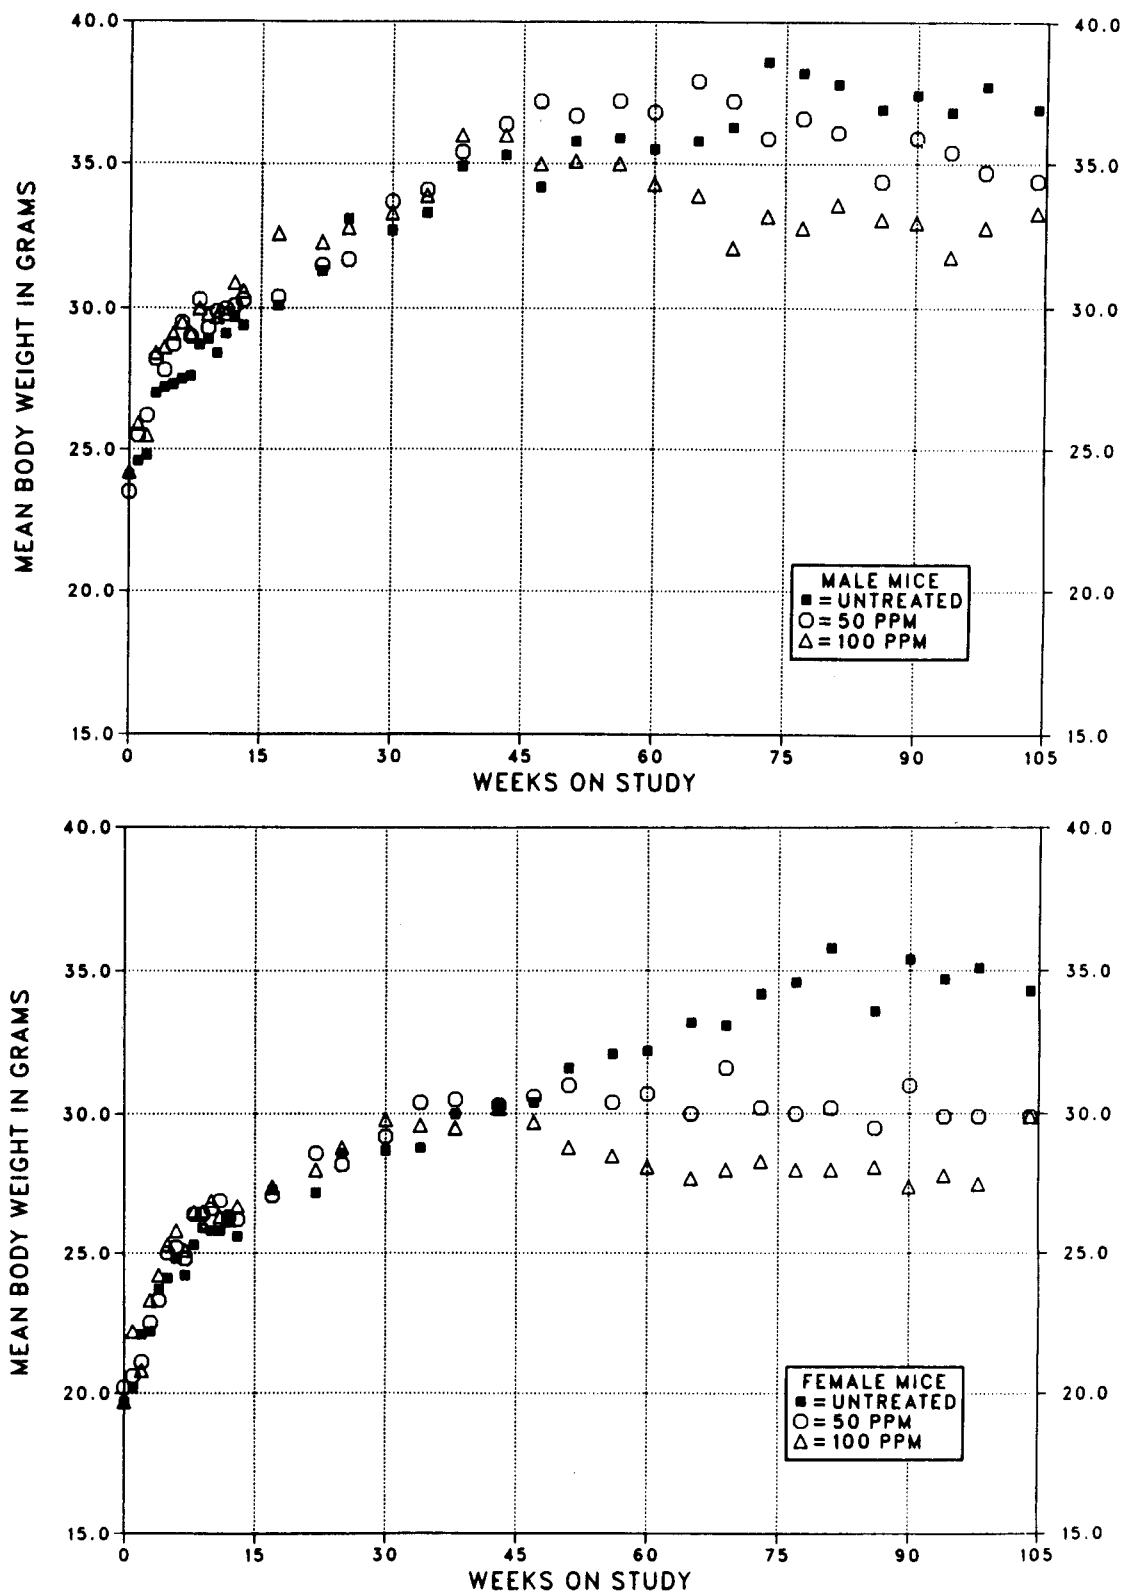 40.0
40.0
35.0
35.0
30.0
30.0
25.0
25.0
20.0
20.0
15.0
15.0
MEAN BODY WEIGHT IN GRAMS
MALE MICE
■ = UNTREATED
○ = 50 PPM
△ = 100 PPM
0 15 30 45 60 75 90 105
WEEKS ON STUDY
40.0
40.0
35.0
35.0
30.0
30.0
25.0
25.0
20.0
20.0
15.0
15.0
MEAN BODY WEIGHT IN GRAMS
FEMALE MICE
■ = UNTREATED
○ = 50 PPM
△ = 100 PPM
0 15 30 45 60 75 90 105
WEEKS ON STUDY